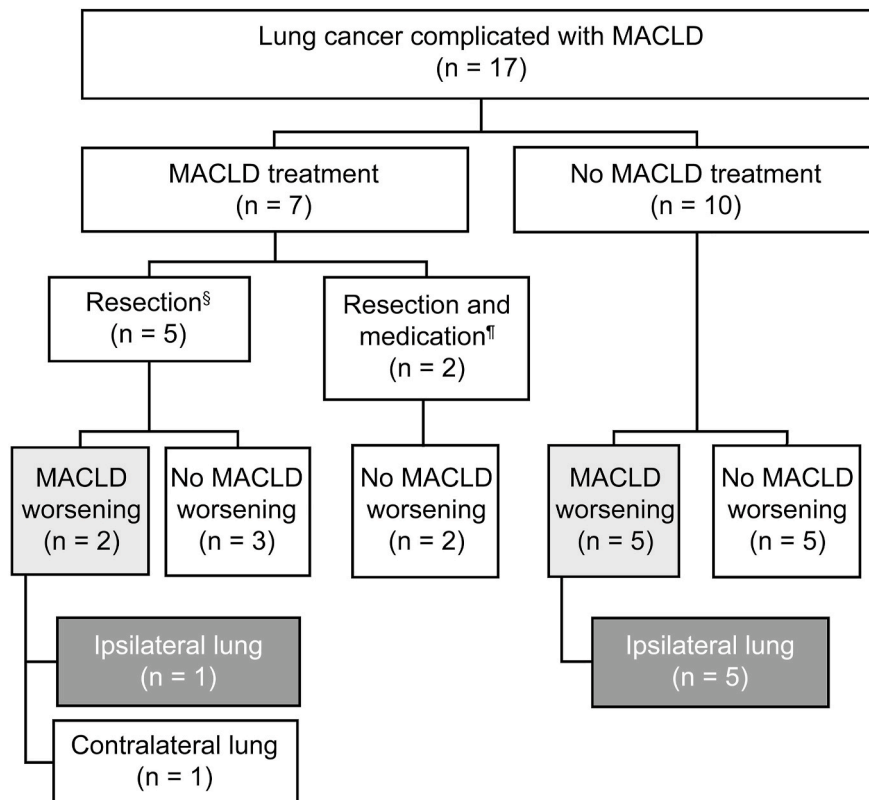 Lung cancer complicated with MACLD
(n = 17)
MACLD treatment
(n = 7)
No MACLD treatment
(n = 10)
Resection§
(n = 5)
Resection and
medication¶
(n = 2)
MACLD
worsening
(n = 2)
No MACLD
worsening
(n = 3)
No MACLD
worsening
(n = 2)
MACLD
worsening
(n = 5)
No MACLD
worsening
(n = 5)
Ipsilateral lung
(n = 1)
Ipsilateral lung
(n = 5)
Contralateral lung
(n = 1)